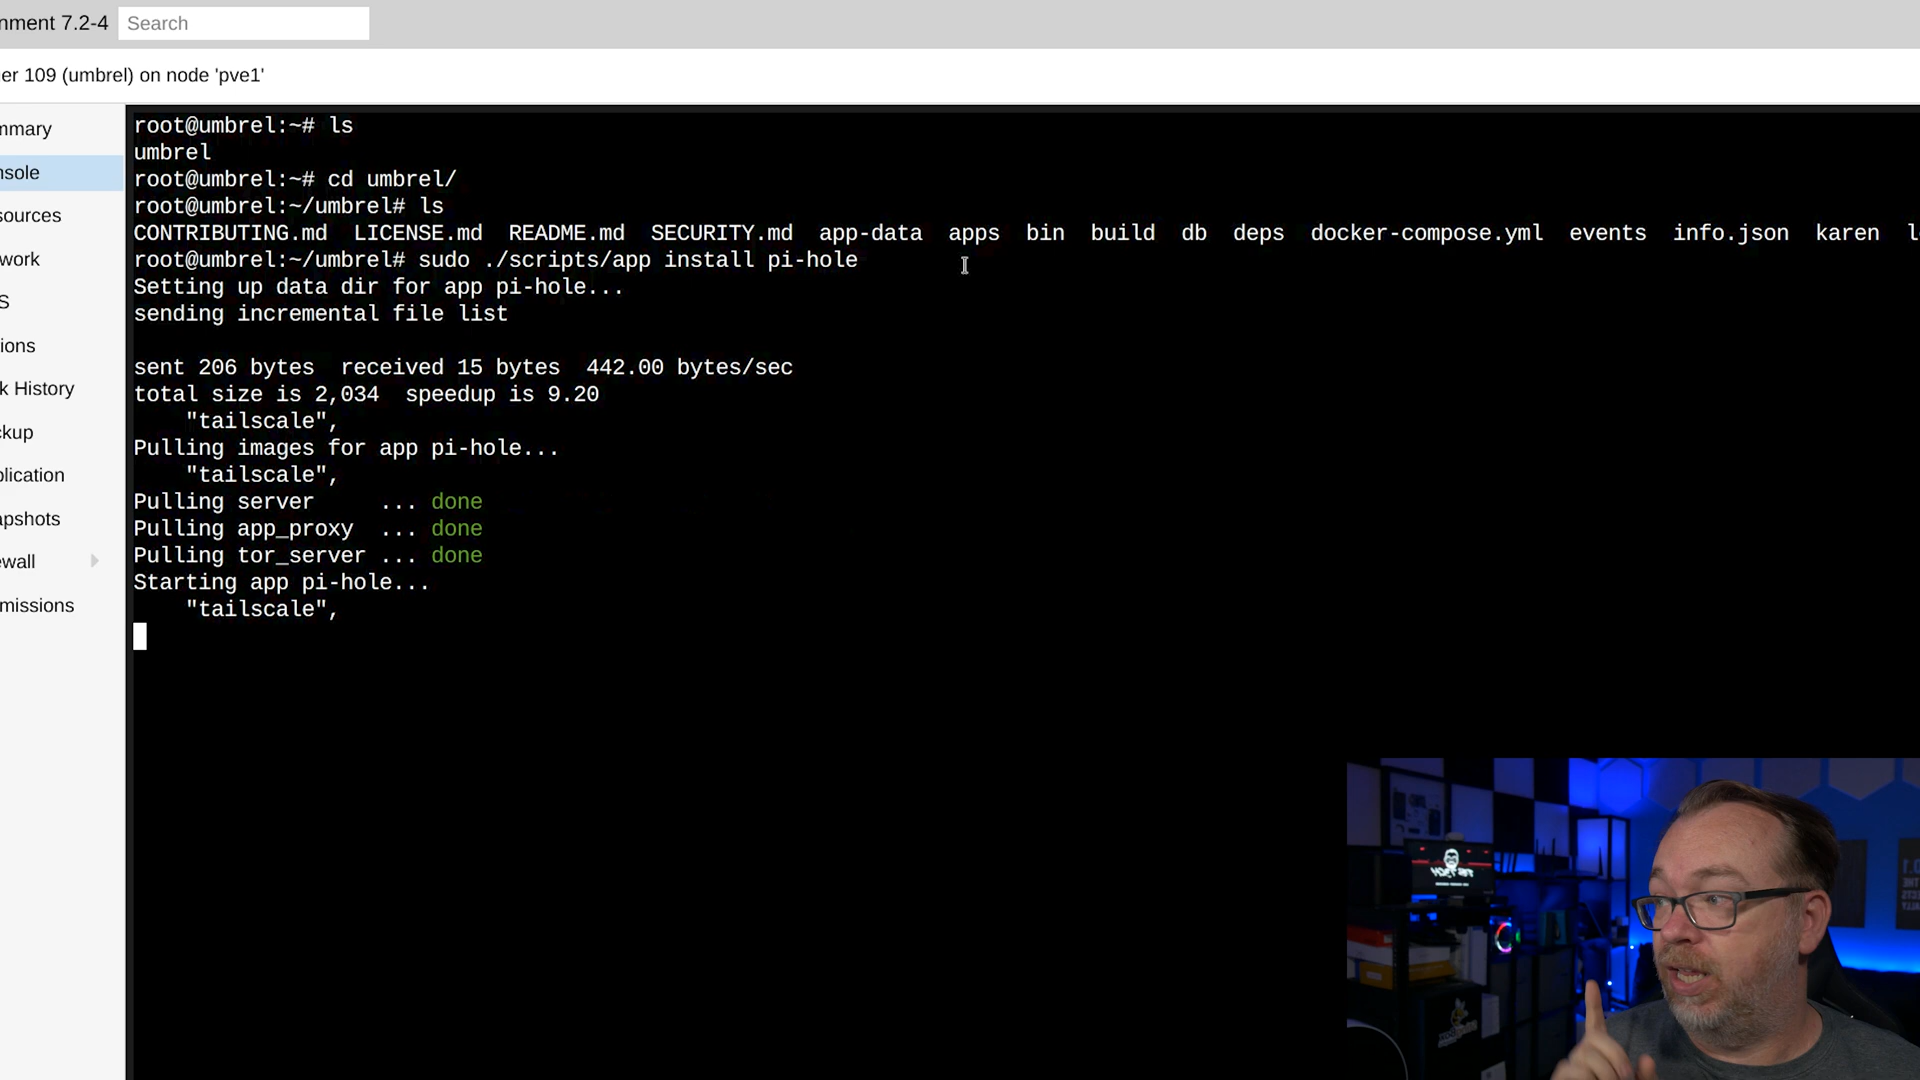 nment 7.2-4 Search
er 109 (umbrel) on node 'pve1'
mmary
nsole
sources
work
S
ions
k History
ckup
plication
apshots
ewall
missions
root@umbrel:~# ls
umbrel
root@umbrel:~# cd umbrel/
root@umbrel:~/umbrel# ls
CONTRIBUTING.md LICENSE.md README.md SECURITY.md app-data apps bin build db deps docker-compose.yml events info.json karen l
root@umbrel:~/umbrel# sudo ./scripts/app install pi-hole
Setting up data dir for app pi-hole...
sending incremental file list
sent 206 bytes received 15 bytes 442.00 bytes/sec
total size is 2,034 speedup is 9.20
"tailscale",
Pulling images for app pi-hole...
"tailscale",
Pulling server ... done
Pulling app_proxy ... done
Pulling tor_server ... done
Starting app pi-hole...
"tailscale",